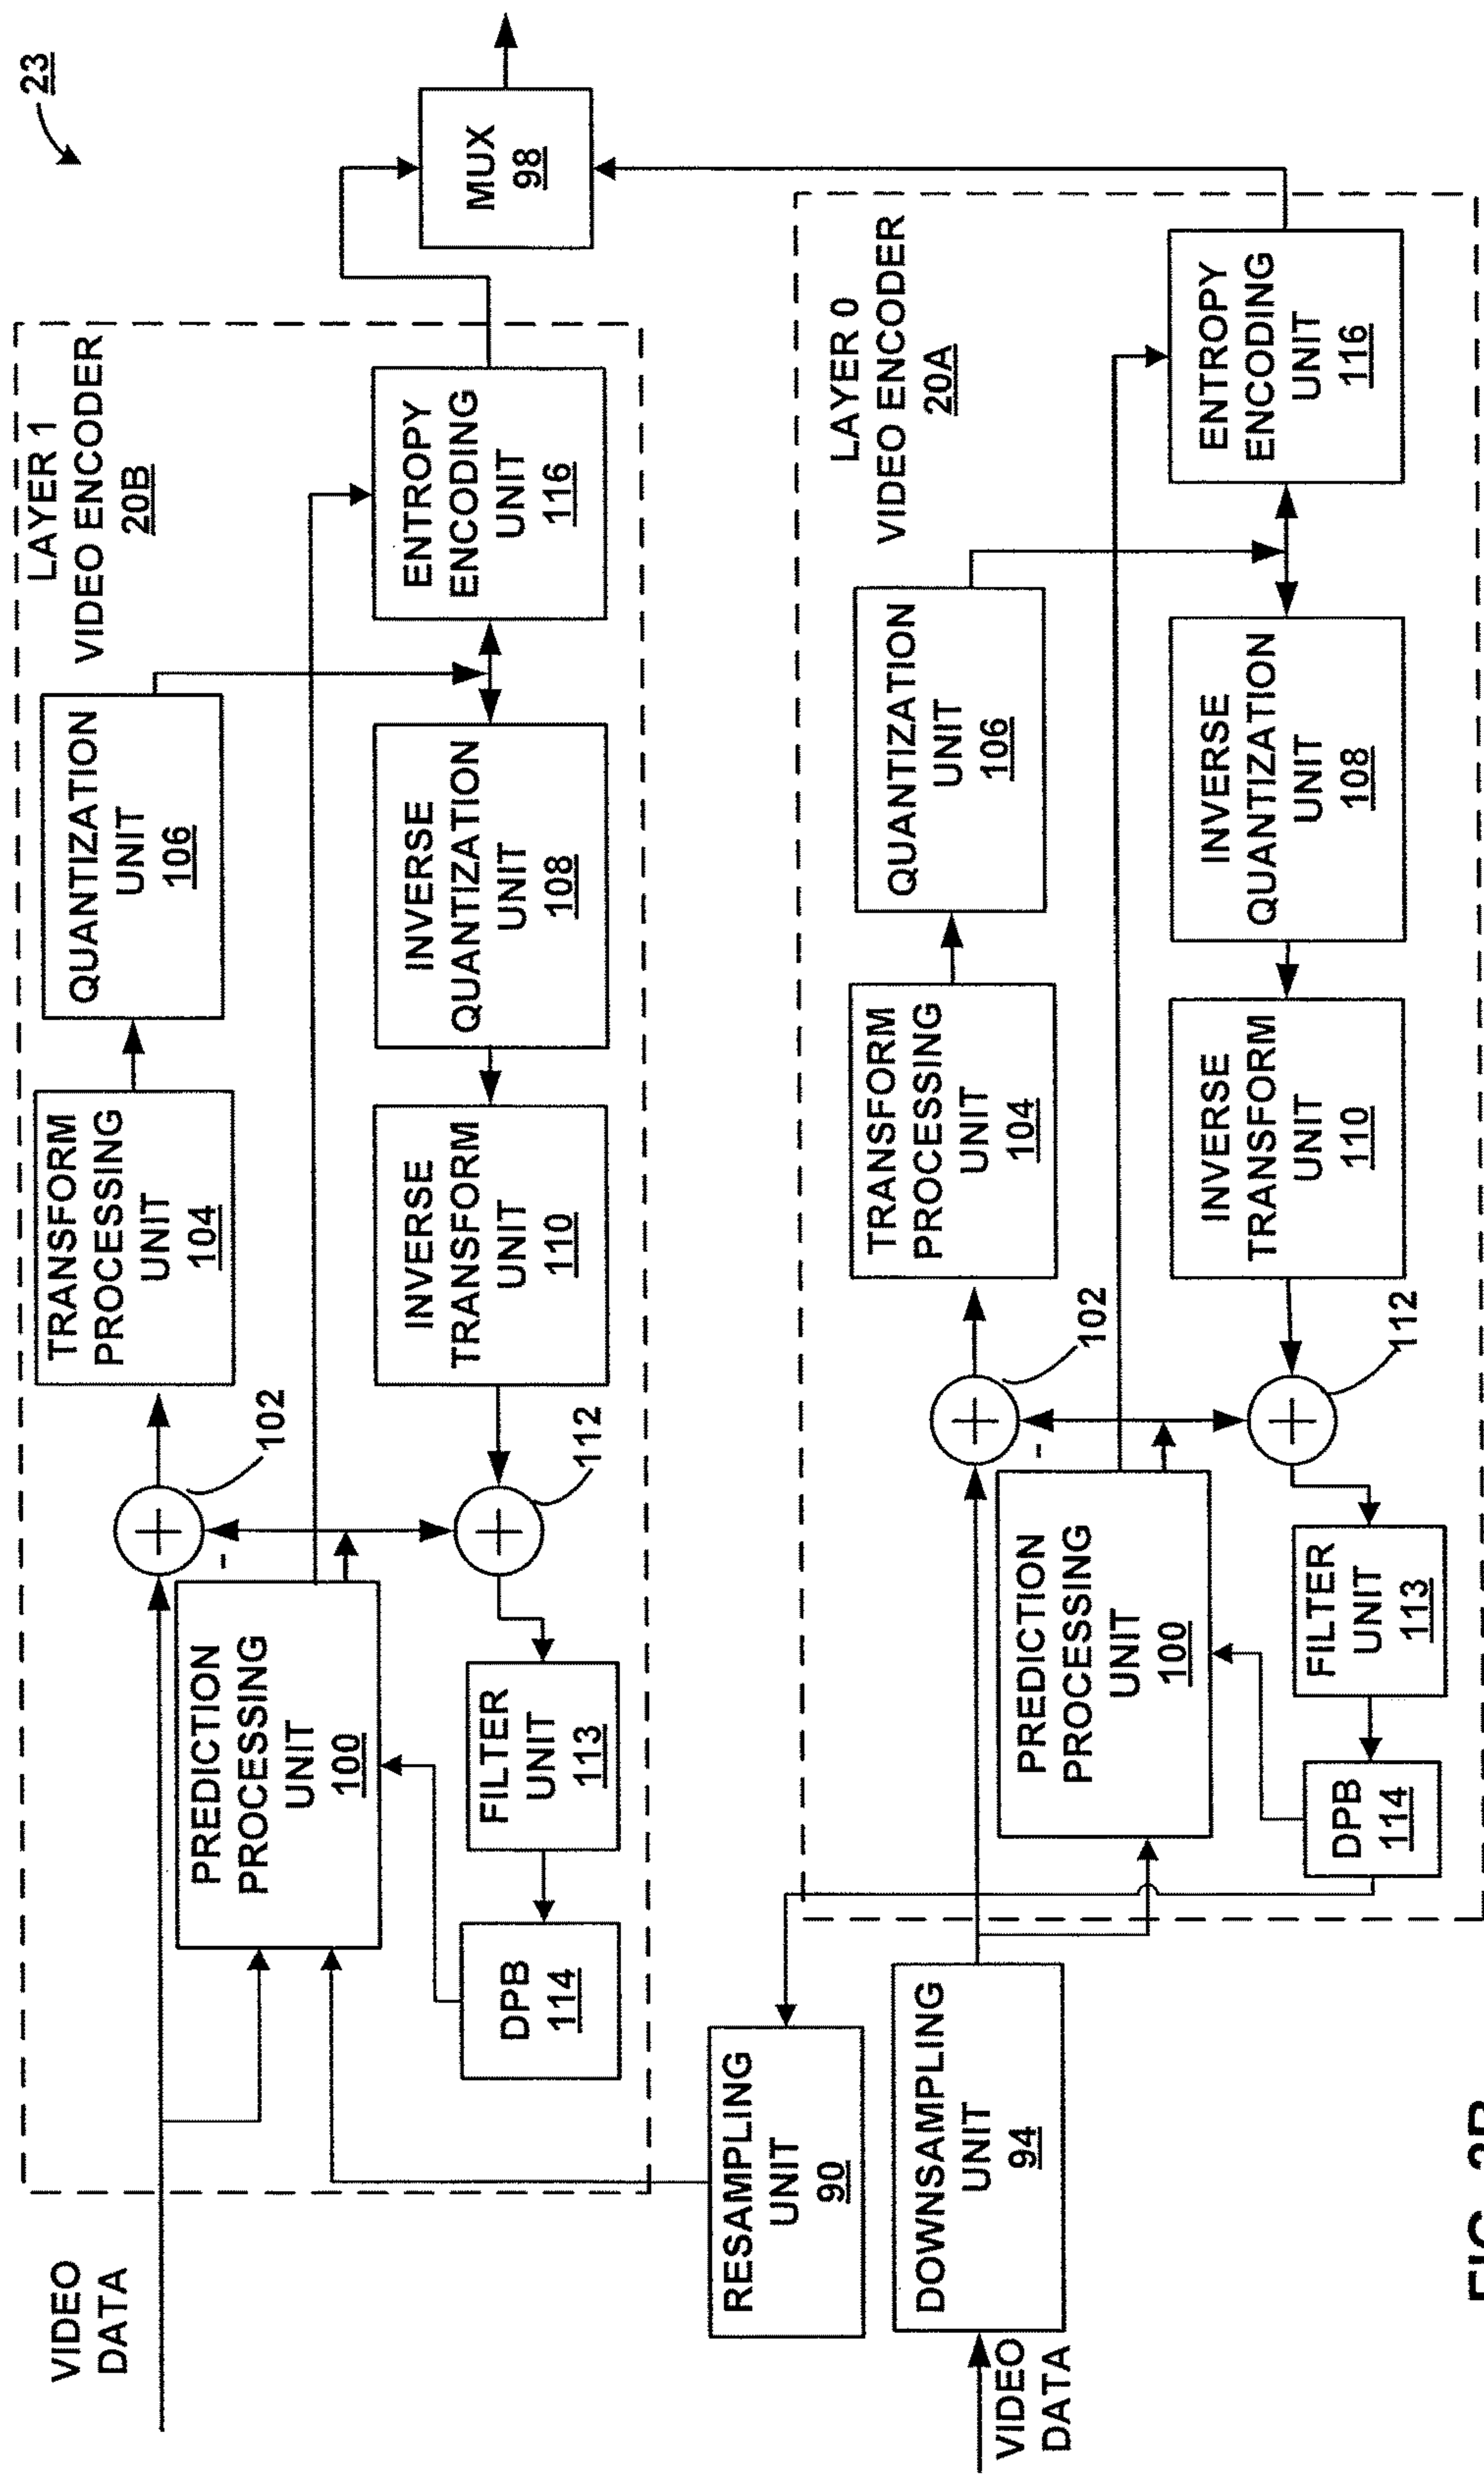 23
LAYER 1
VIDEO ENCODER
20B
VIDEO
DATA
102
TRANSFORM
PROCESSING
UNIT
104
QUANTIZATION
UNIT
106
-
PREDICTION
PROCESSING
UNIT
100
112
INVERSE
TRANSFORM
UNIT
110
INVERSE
QUANTIZATION
UNIT
108
ENTROPY
ENCODING
UNIT
116
FILTER
UNIT
113
DPB
114
MUX
98
RESAMPLING
UNIT
90
LAYER 0
VIDEO ENCODER
20A
VIDEO
DATA
DOWNSAMPLING
UNIT
94
102
TRANSFORM
PROCESSING
UNIT
104
QUANTIZATION
UNIT
106
-
PREDICTION
PROCESSING
UNIT
100
112
INVERSE
TRANSFORM
UNIT
110
INVERSE
QUANTIZATION
UNIT
108
ENTROPY
ENCODING
UNIT
116
FILTER
UNIT
113
DPB
114
FIG.